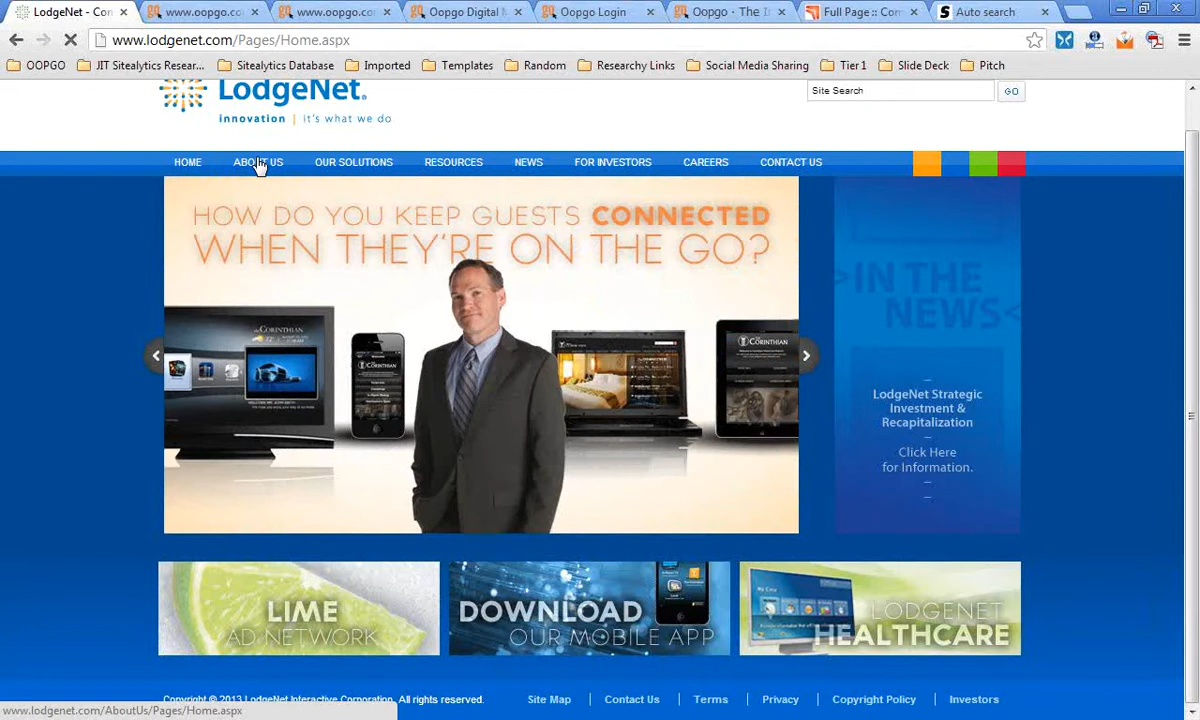 LodgeNet - Con
www.oopgo.co
www.oopgo.co
Oopgo Digital M
Oopgo Login
Oopgo - The I
Full Page :: Com
Auto search
www.lodgenet.com/Pages/Home.aspx
OOPGO
JIT Sitealytics Resear...
Sitealytics Database
Imported
Templates
Random
Researchy Links
Social Media Sharing
Tier 1
Slide Deck
Pitch
LodgeNet
innovation | it's what we do
Site Search
GO
HOME
ABOUT US
OUR SOLUTIONS
RESOURCES
NEWS
FOR INVESTORS
CAREERS
CONTACT US
HOW DO YOU KEEP GUESTS CONNECTED
WHEN THEY'RE ON THE GO?
THE CORINTHIAN
CORINTHIAN
CORINTHIAN
>IN THE
NEWS<
LodgeNet Strategic
Investment &
Recapitalization
Click Here
for Information.
LIME
AD NETWORK
DOWNLOAD
OUR MOBILE APP
LODGENET
HEALTHCARE
Copyright © 2013 LodgeNet Interactive Corporation. All rights reserved.
Site Map | Contact Us | Terms | Privacy | Copyright Policy | Investors
www.lodgenet.com/AboutUs/Pages/Home.aspx